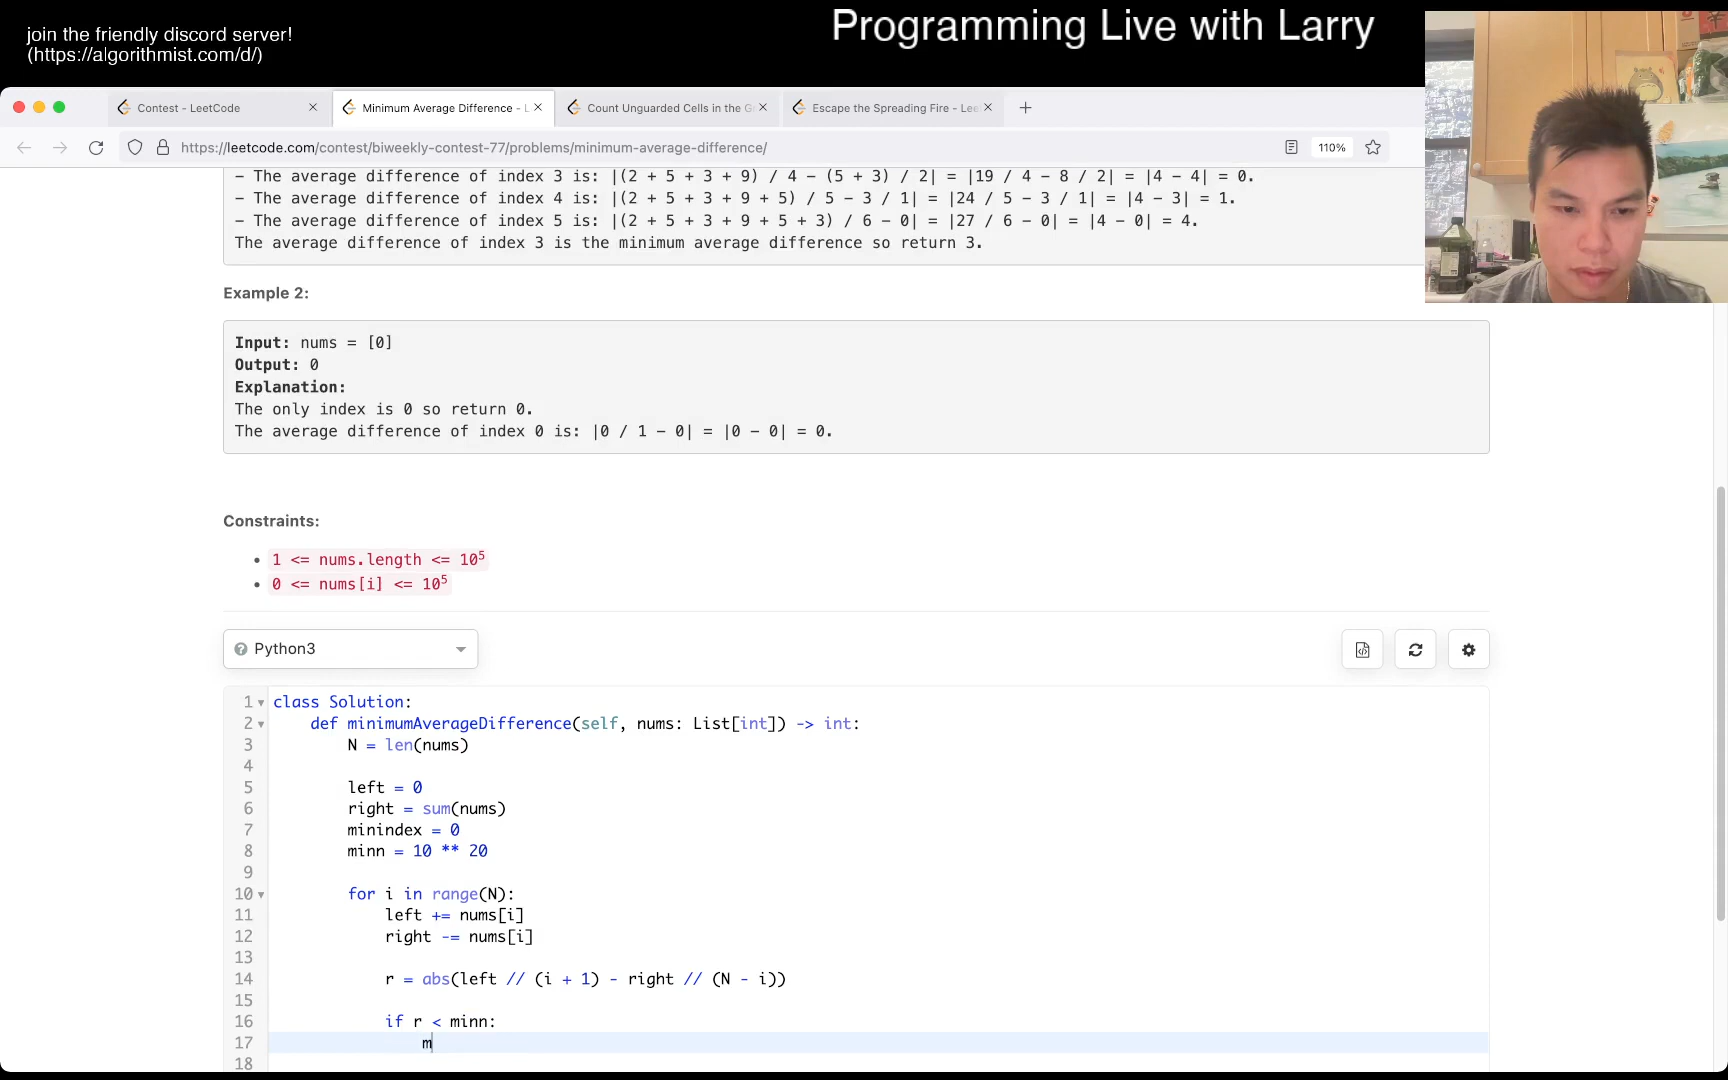 join the friendly discord server!
(https://algorithmist.com/d/)
Programming Live with Larry
Contest - LeetCode
Minimum Average Difference - L
Count Unguarded Cells in the G
Escape the Spreading Fire - Lee
https://leetcode.com/contest/biweekly-contest-77/problems/minimum-average-difference/
110%
- The average difference of index 3 is: |(2 + 5 + 3 + 9) / 4 - (5 + 3) / 2| = |19 / 4 - 8 / 2| = |4 - 4| = 0.
- The average difference of index 4 is: |(2 + 5 + 3 + 9 + 5) / 5 - 3 / 1| = |24 / 5 - 3 / 1| = |4 - 3| = 1.
- The average difference of index 5 is: |(2 + 5 + 3 + 9 + 5 + 3) / 6 - 0| = |27 / 6 - 0| = |4 - 0| = 4.
The average difference of index 3 is the minimum average difference so return 3.
Example 2:
Input: nums = [0]
Output: 0
Explanation:
The only index is 0 so return 0.
The average difference of index 0 is: |0 / 1 - 0| = |0 - 0| = 0.
Constraints:
• 1 <= nums.length <= 10⁵
• 0 <= nums[i] <= 10⁵
Python3
1 class Solution:
2     def minimumAverageDifference(self, nums: List[int]) -> int:
3         N = len(nums)
4
5         left = 0
6         right = sum(nums)
7         minindex = 0
8         minn = 10 ** 20
9
10         for i in range(N):
11             left += nums[i]
12             right -= nums[i]
13
14             r = abs(left // (i + 1) - right // (N - i))
15
16             if r < minn:
17                 m
18